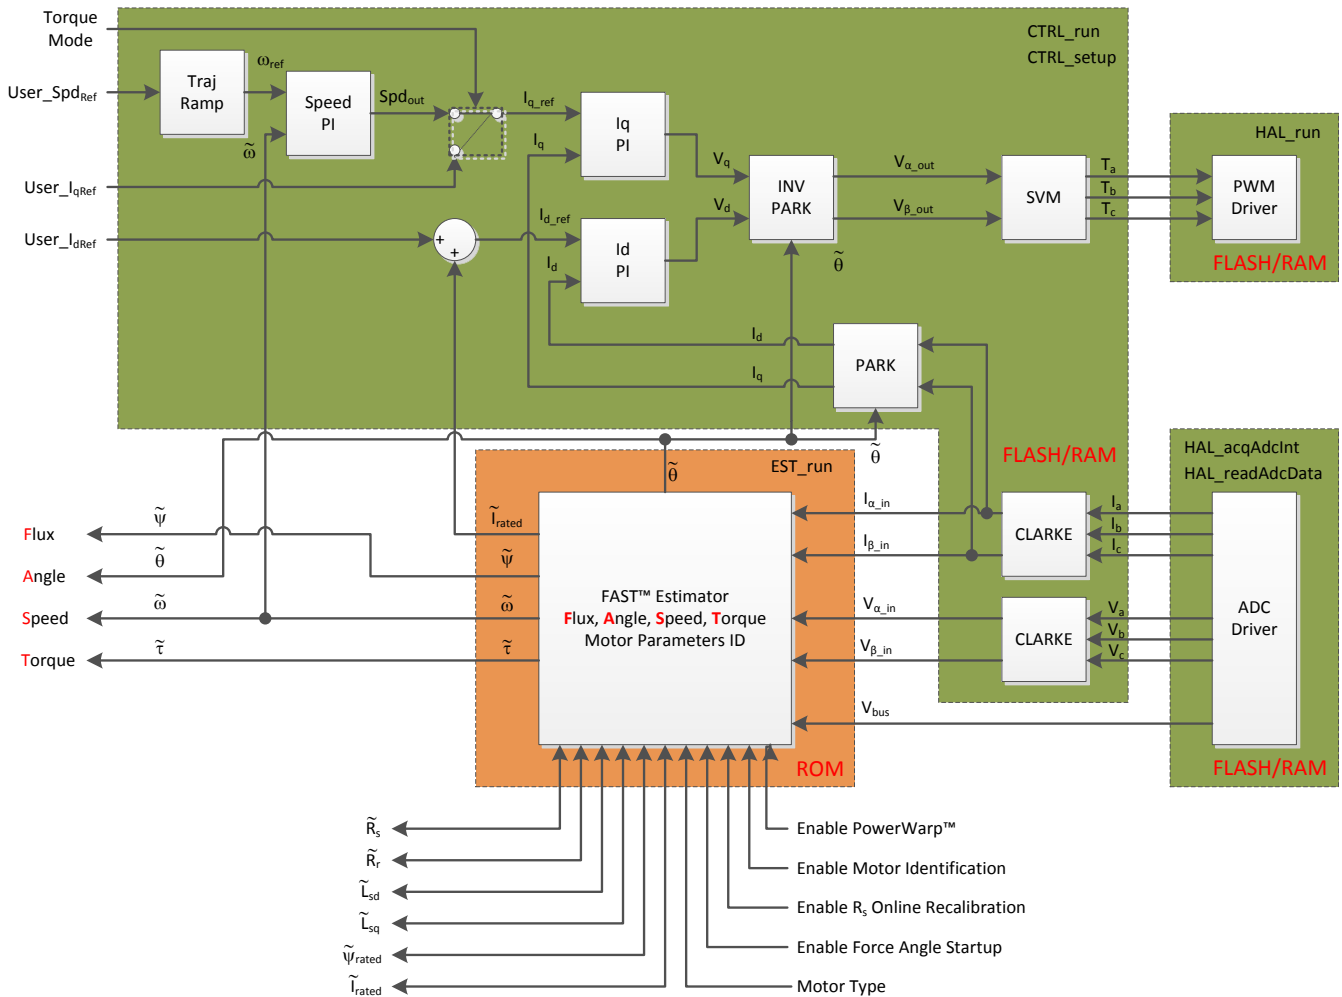 Torque
Mode
CTRL_run
CTRL_setup
User_SpdRef
Traj
Ramp
ωref
Speed
PI
Spdout
Iq_ref
Iq
PI
Iq
ω̃
User_IqRef
Vq
INV
PARK
Vα_out
SVM
Ta
Tb
Tc
HAL_run
PWM
Driver
FLASH/RAM
Vβ_out
Vd
User_IdRef
+
+
Id_ref
Id
PI
Id
θ̃
Id
Iq
PARK
θ̃
θ̃
EST_run
FLASH/RAM
HAL_acqAdcInt
HAL_readAdcData
Flux
Angle
Speed
Torque
ψ̃
θ̃
ω̃
τ̃
Ĩrated
ψ̃
ω̃
τ̃
FAST™ Estimator
Flux, Angle, Speed, Torque
Motor Parameters ID
Iα_in
Iβ_in
Vα_in
Vβ_in
Vbus
CLARKE
CLARKE
Ia
Ib
Ic
Va
Vb
Vc
ADC
Driver
ROM
FLASH/RAM
R̃s
R̃r
L̃sd
L̃sq
ψ̃rated
Ĩrated
Enable PowerWarp™
Enable Motor Identification
Enable Rs Online Recalibration
Enable Force Angle Startup
Motor Type